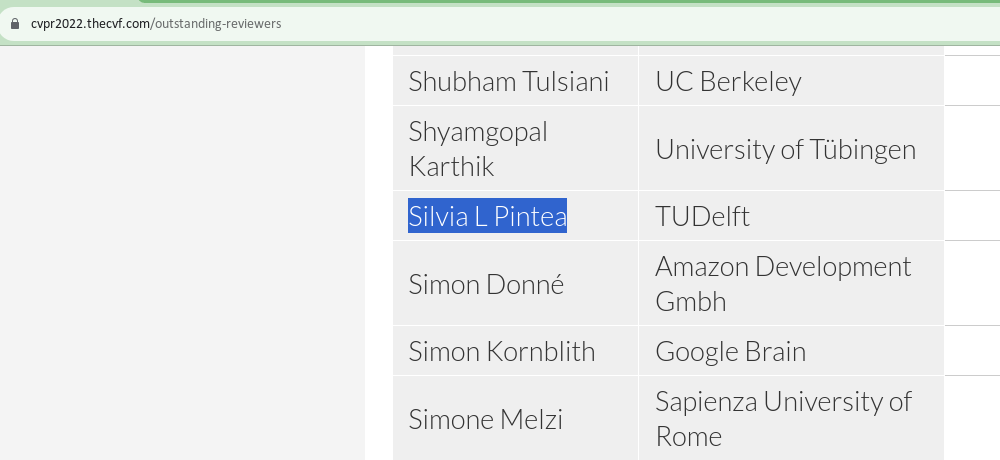 cvpr2022.thecvf.com/outstanding-reviewers
Shubham Tulsiani UC Berkeley
Shyamgopal
Karthik
University of Tübingen
Silvia L Pintea TUDelft
Simon Donné
Amazon Development
Gmbh
Simon Kornblith Google Brain
Simone Melzi
Sapienza University of
Rome